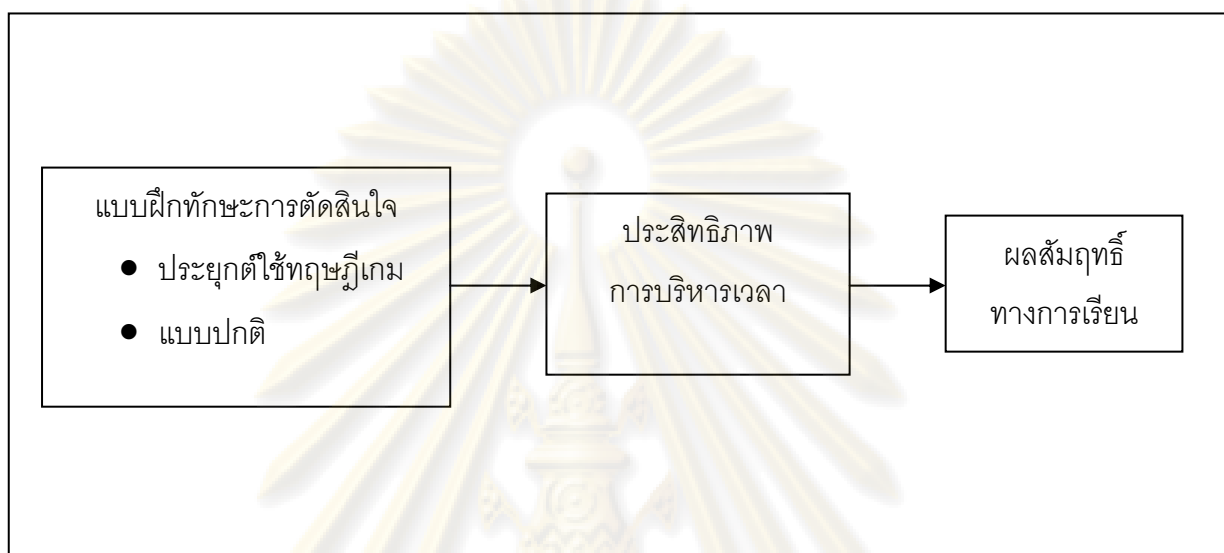 แบบฝึกทักษะการตัดสินใจ
● ประยุกต์ใช้ทฤษฎีเกม
● แบบปกติ
ประสิทธิภาพ
การบริหารเวลา
ผลสัมฤทธิ์
ทางการเรียน